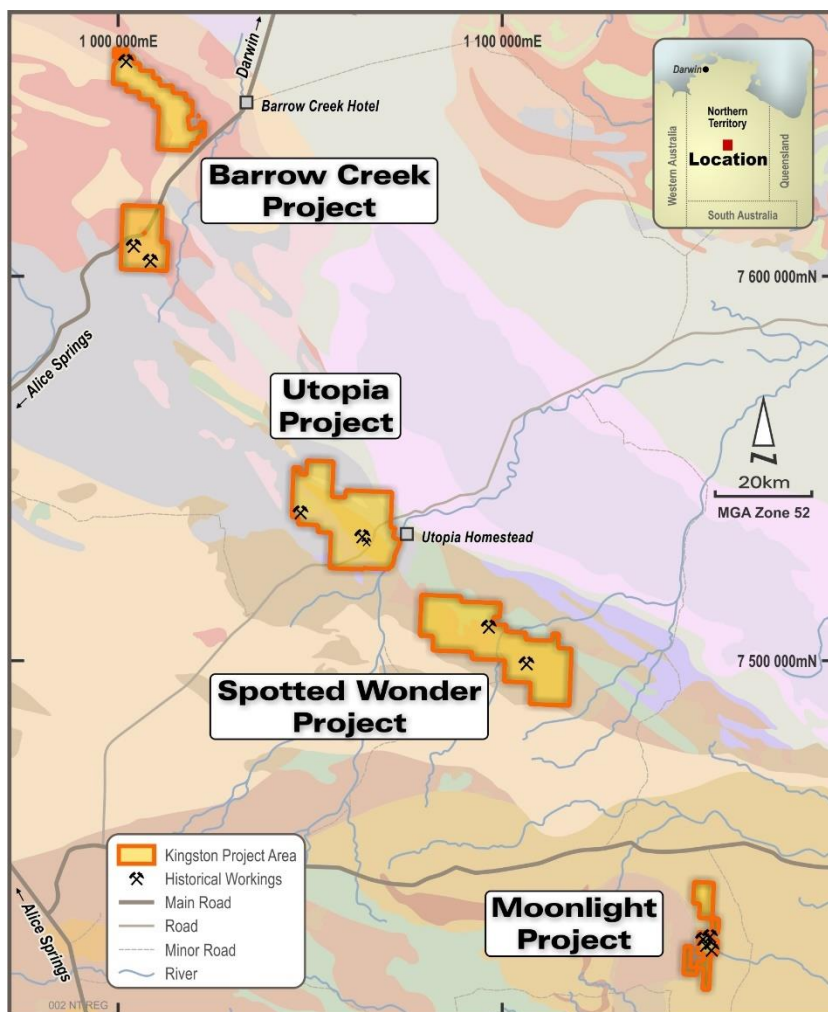 1 000 000mE
1 100 000mE
Darwin →
Barrow Creek Hotel
Barrow Creek
Project
Darwin
Northern
Territory
Location
Western Australia
Queensland
South Australia
7 600 000mN
← Alice Springs
Utopia
Project
N
20km
MGA Zone 52
Utopia Homestead
7 500 000mN
Spotted Wonder
Project
Kingston Project Area
Historical Workings
Main Road
Road
Minor Road
River
Moonlight
Project
← Alice Springs
002 NT REG